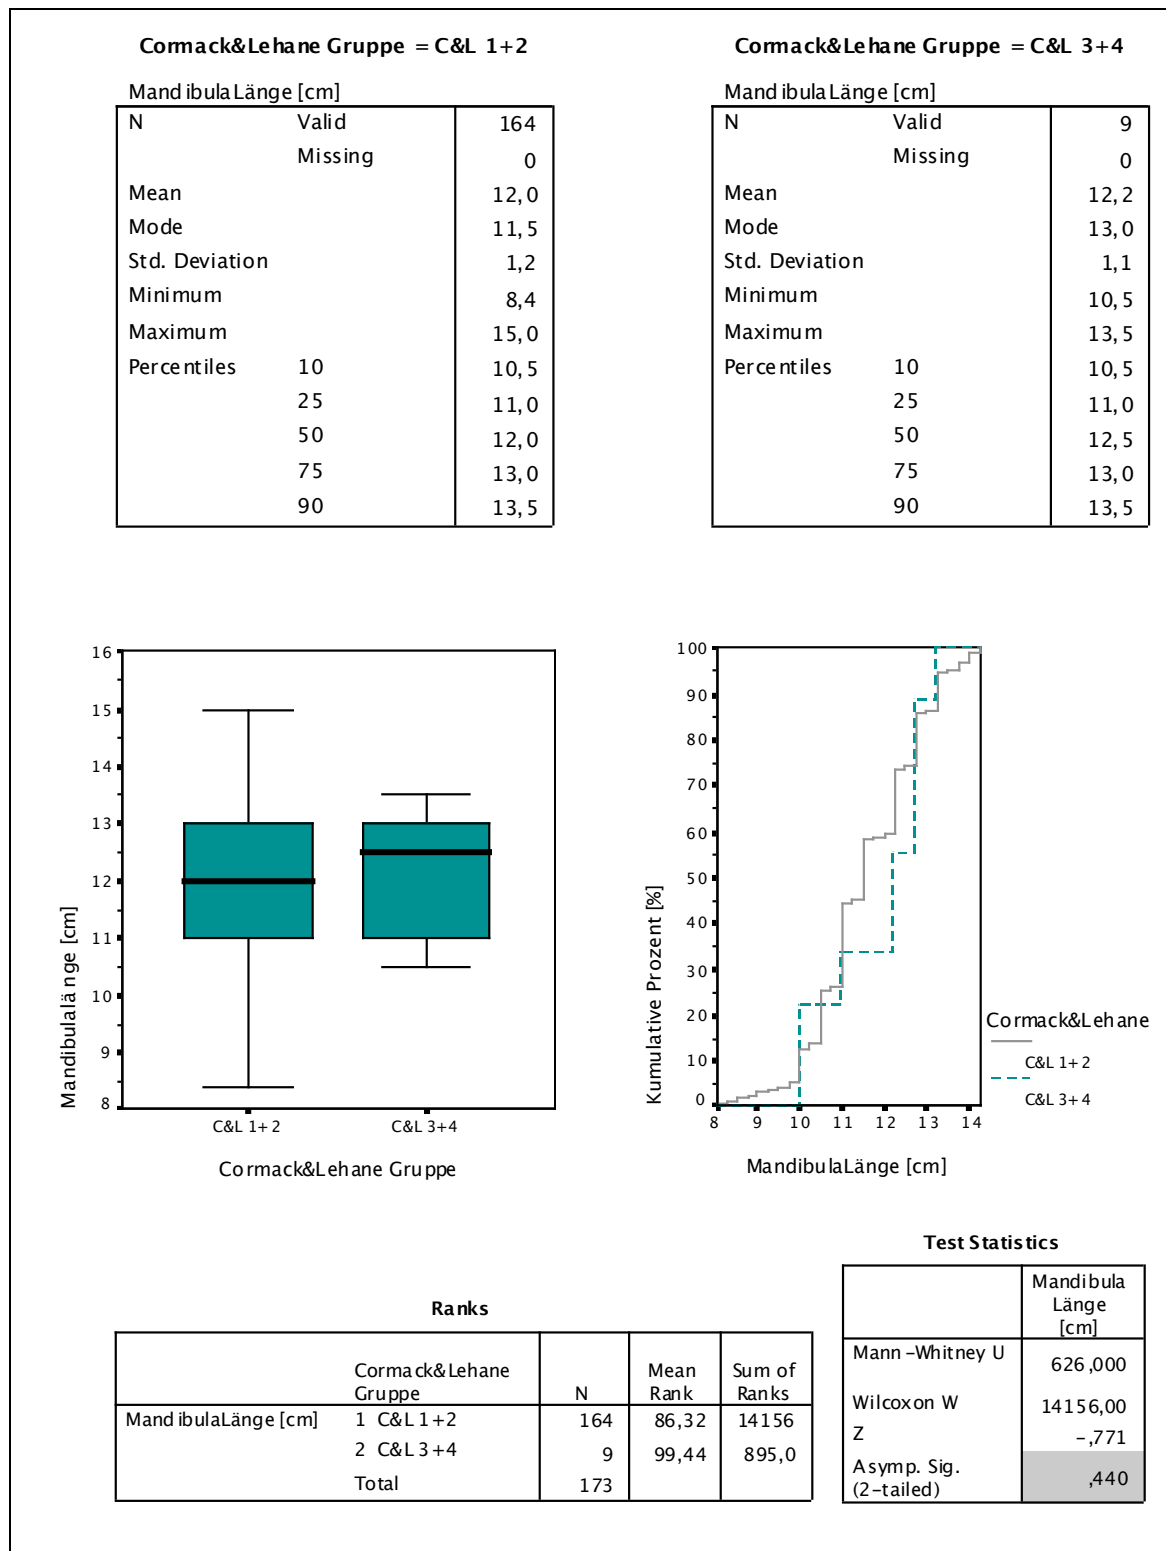 Cormack&Lehane Gruppe = C&L 1+2
MandibulaLänge [cm]
N Valid 164
Missing 0
Mean 12,0
Mode 11,5
Std. Deviation 1,2
Minimum 8,4
Maximum 15,0
Percentiles 10 10,5
25 11,0
50 12,0
75 13,0
90 13,5
Cormack&Lehane Gruppe = C&L 3+4
MandibulaLänge [cm]
N Valid 9
Missing 0
Mean 12,2
Mode 13,0
Std. Deviation 1,1
Minimum 10,5
Maximum 13,5
Percentiles 10 10,5
25 11,0
50 12,5
75 13,0
90 13,5
Mandibulalänge [cm]
16
15
14
13
12
11
10
9
8
C&L 1+2 C&L 3+4
Cormack&Lehane Gruppe
Kumulative Prozent [%]
100
90
80
70
60
50
40
30
20
10
0
8 9 10 11 12 13 14
MandibulaLänge [cm]
Cormack&Lehane
C&L 1+2
C&L 3+4
Ranks
Cormack&Lehane Gruppe N Mean Rank Sum of Ranks
MandibulaLänge [cm] 1 C&L 1+2 164 86,32 14156
2 C&L 3+4 9 99,44 895,0
Total 173
Test Statistics
Mandibula
Länge
[cm]
Mann-Whitney U 626,000
Wilcoxon W 14156,00
Z -,771
Asymp. Sig.
(2-tailed) ,440